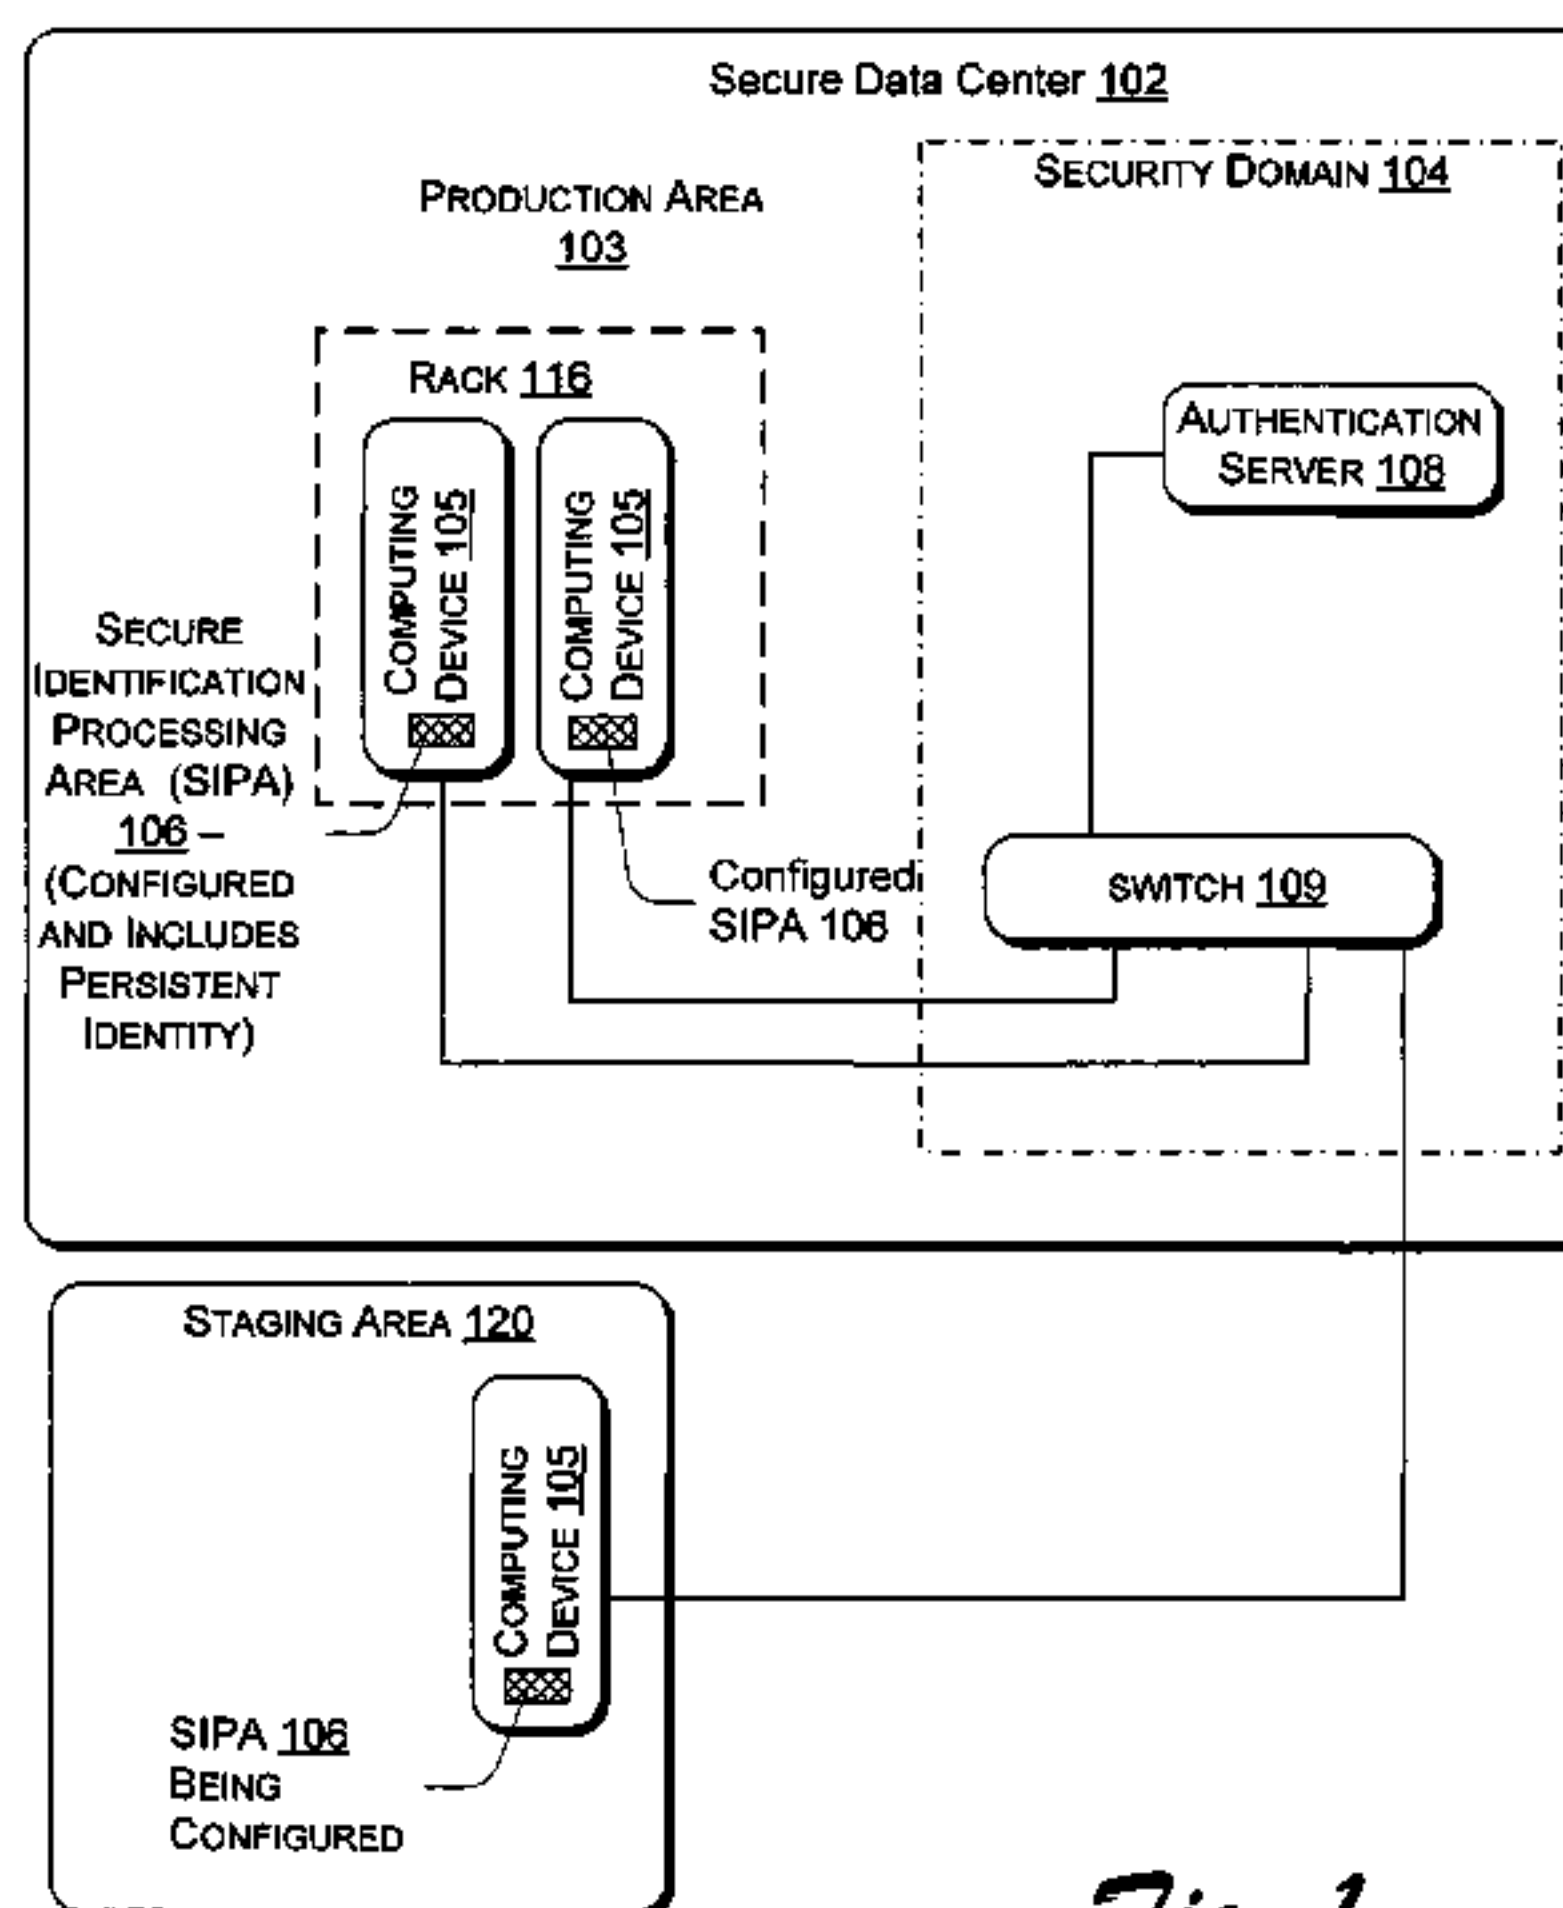 Secure Data Center 102
SECURITY DOMAIN 104
PRODUCTION AREA
103
RACK 116
COMPUTING
DEVICE 105
COMPUTING
DEVICE 105
AUTHENTICATION
SERVER 108
SECURE
IDENTIFICATION
PROCESSING
AREA (SIPA)
106 –
(CONFIGURED
AND INCLUDES
PERSISTENT
IDENTITY)
Configured
SIPA 106
SWITCH 109
STAGING AREA 120
COMPUTING
DEVICE 105
SIPA 106
BEING
CONFIGURED